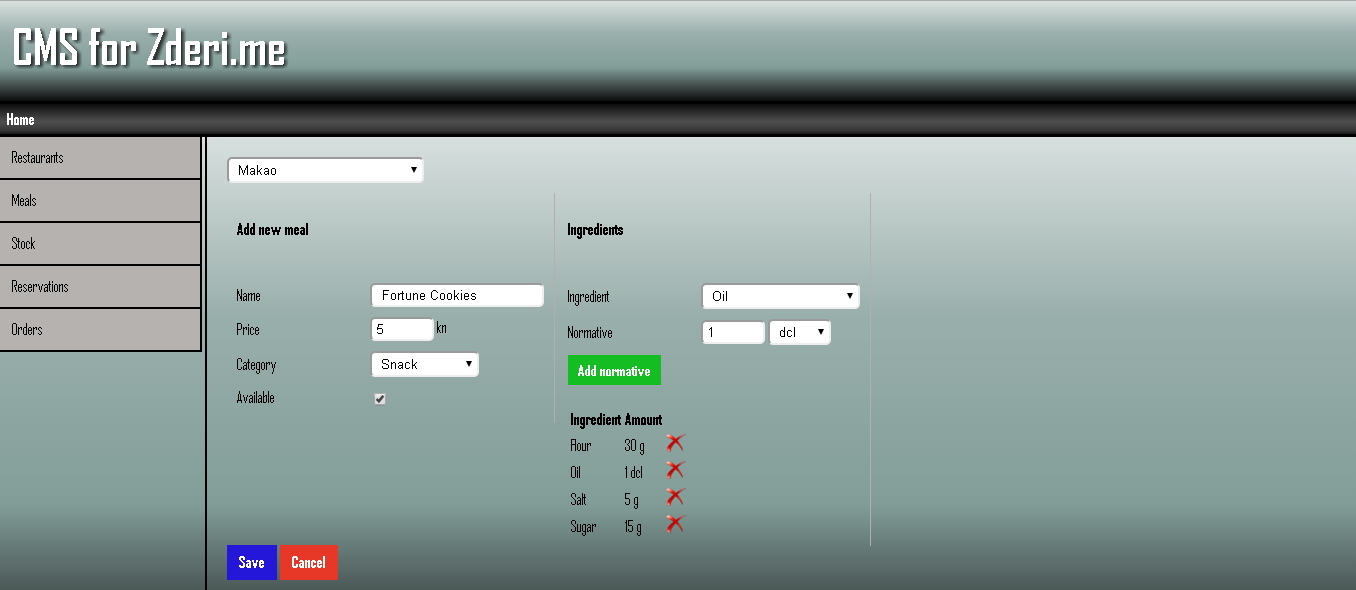 CMS for Zderi.me
Home
Restaurants
Meals
Stock
Reservations
Orders
Makao
Add new meal
Name Fortune Cookies
Price 5 kn
Category Snack
Available
Ingredients
Ingredient Oil
Normative 1 dcl
Add normative
Ingredient Amount
Flour 30 g
Oil 1 dcl
Salt 5 g
Sugar 15 g
Save Cancel